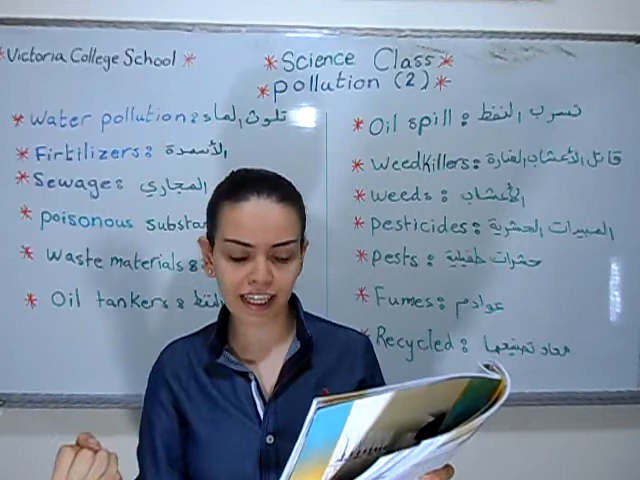 Victoria College School *
* Science Class *
* pollution (2) *
* Water pollution : تلوث الماء
* Firtilizers : الأسمدة
* Sewage : المجاري
* poisonous
* Waste materials :
* Oil tankers :
* Oil spill : تسرب النفط
* Weedkillers : قاتل الأعشاب الضارة
* weeds : الأعشاب
* pesticides : المبيدات الحشرية
* pests : حشرات طفيلية
* Fumes : عوادم
* Recycled : معاد تصنيعها